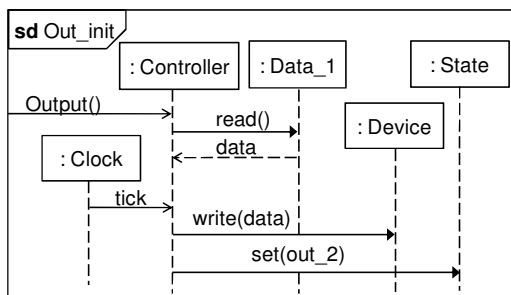 sd Out_init
: Controller
: Data_1
: State
Output()
read()
: Device
data
: Clock
tick
write(data)
set(out_2)